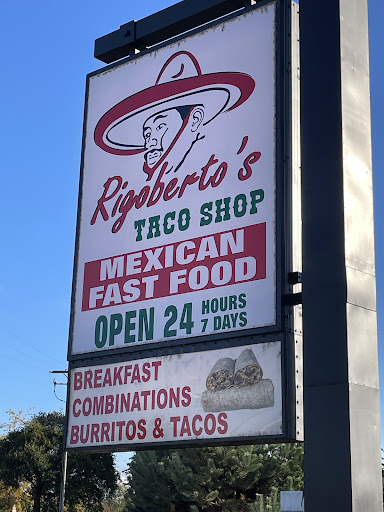 Rigoberto's
TACO SHOP
MEXICAN
FAST FOOD
OPEN 24 HOURS
7 DAYS
BREAKFAST
COMBINATIONS
BURRITOS & TACOS